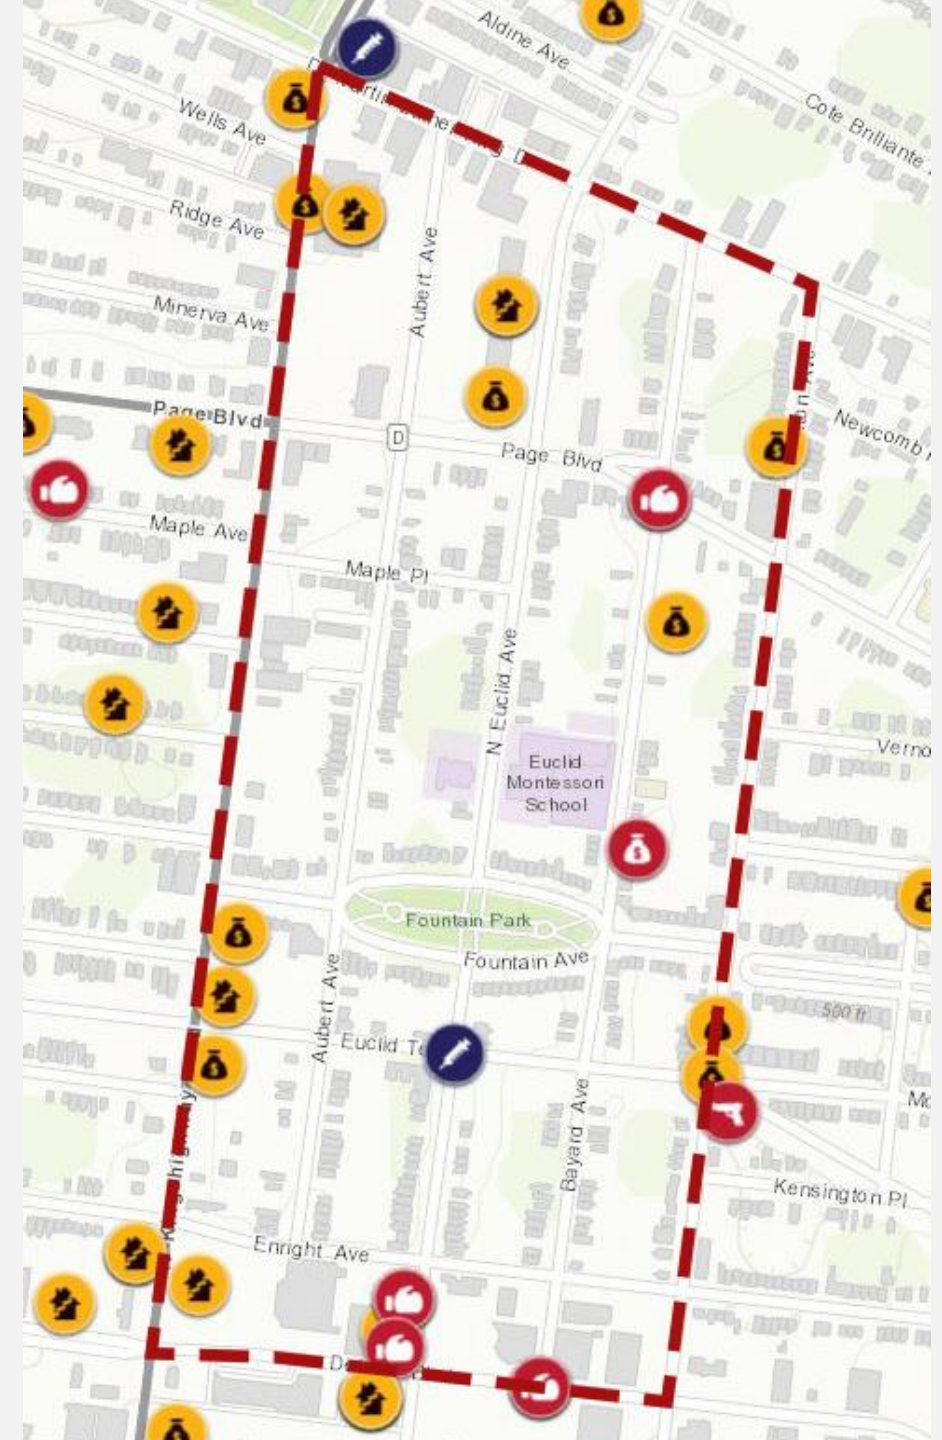 Aldine Ave
Cote Brilliante
Wells Ave
Ridge Ave
Aubert Ave
Minerva Ave
Page Blvd
Newcomb
D
Page Blvd
Maple Ave
Maple Pl
N Euclid Ave
Verno
Euclid
Montessori
School
Fountain Park
Fountain Ave
Aubert Ave
500 ft
Euclid Te
Bayard Ave
Kensington Pl
Enright Ave